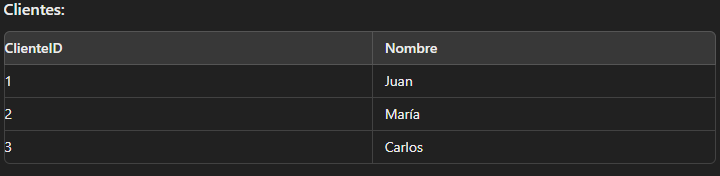 Clientes:
ClienteID Nombre
1 Juan
2 María
3 Carlos